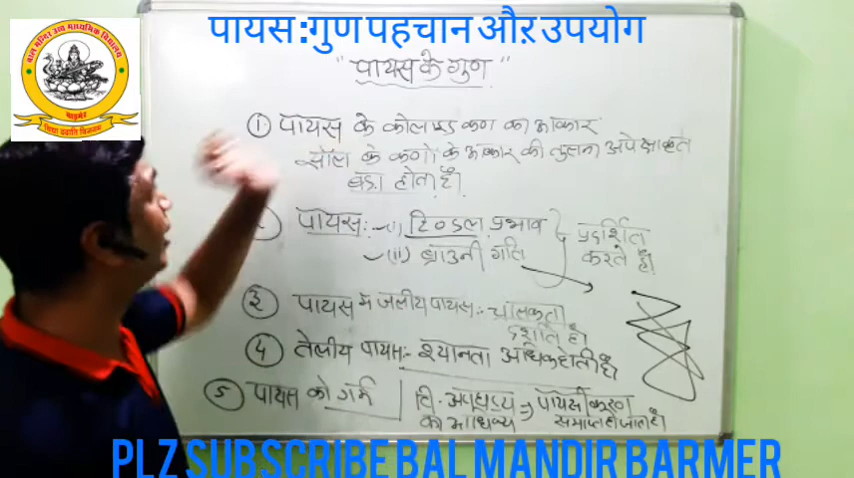 पायस :गुण पहचान और उपयोग
"पायस के गुण"
① पायस के कोलाइड कण का आकार
सॉल के कणों के आकार की तुलना अपेक्षाकृत
बड़ा होता है।
पायस :- (i) टिण्डल प्रभाव
(ii) ब्राउनी गति
प्रदर्शित
करते है।
③ पायस में जलीय पायस :- चालकता
दर्शाते है।
④ तेलीय पायस:- श्यानता अधिक होती है।
⑤ पायस को गर्म
वि. अपघट्य => पायसीकरण
का आधिक्य समाप्त हो जाता है।
बाड़मेर
PLZ SUBSCRIBE BAL MANDIR BARMER